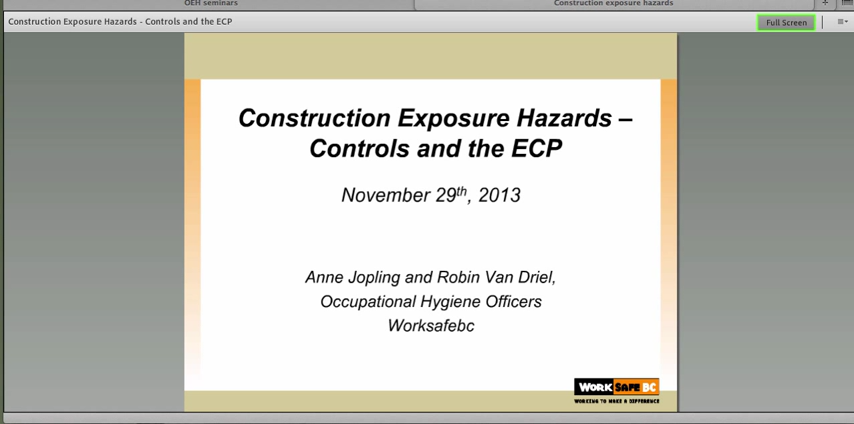 OEH seminars
Construction exposure hazards
Construction Exposure Hazards - Controls and the ECP
Full Screen
Construction Exposure Hazards –
Controls and the ECP
November 29th, 2013
Anne Jopling and Robin Van Driel,
Occupational Hygiene Officers
Worksafebc
WORK SAFE BC
WORKING TO MAKE A DIFFERENCE